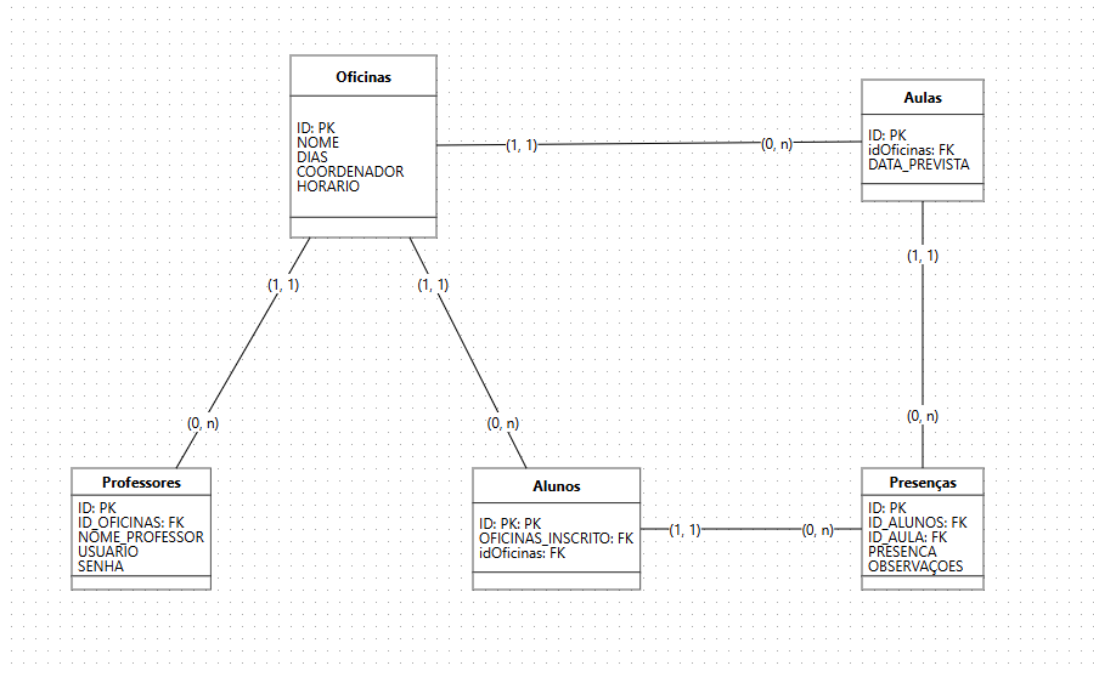 Oficinas
ID: PK
NOME
DIAS
COORDENADOR
HORARIO
Aulas
ID: PK
idOficinas: FK
DATA_PREVISTA
(1, 1)
(0, n)
(1, 1)
(1, 1)
(1, 1)
(0, n)
(0, n)
(0, n)
Professores
ID: PK
ID_OFICINAS: FK
NOME_PROFESSOR
USUARIO
SENHA
Alunos
ID: PK: PK
OFICINAS_INSCRITO: FK
idOficinas: FK
(1, 1)
(0, n)
Presenças
ID: PK
ID_ALUNOS: FK
ID_AULA: FK
PRESENCA
OBSERVAÇOES